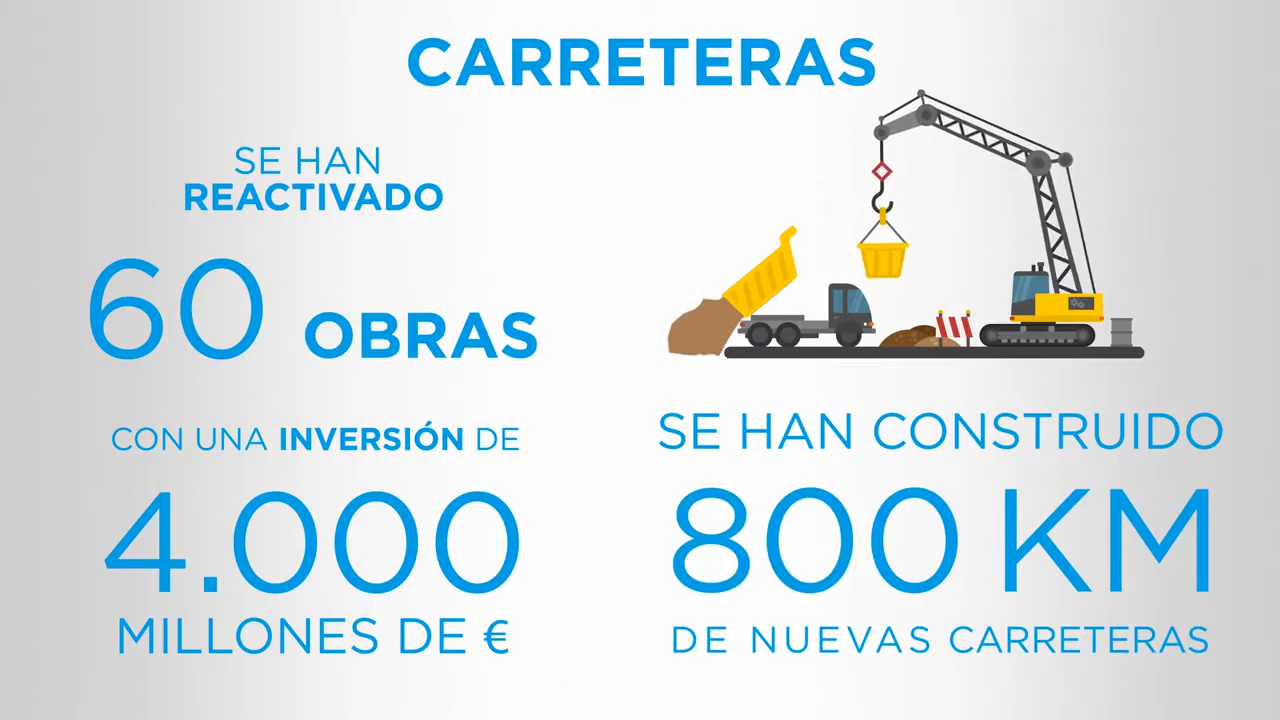 CARRETERAS
SE HAN
REACTIVADO
60 OBRAS
CON UNA INVERSIÓN DE
4.000
MILLONES DE €
SE HAN CONSTRUIDO
800 KM
DE NUEVAS CARRETERAS